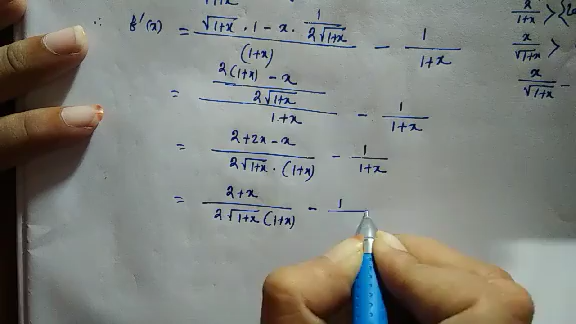 ∴ f'(x) = (√(1+x) · 1 − x · 1/(2√(1+x))) / (1+x) − 1/(1+x)
= ((2(1+x) − x) / (2√(1+x))) / (1+x) − 1/(1+x)
= (2+2x−x) / (2√(1+x) · (1+x)) − 1/(1+x)
= (2+x) / (2√(1+x) (1+x)) − 1/
x/(1+x) >
x/√(1+x) >
x/√(1+x) −